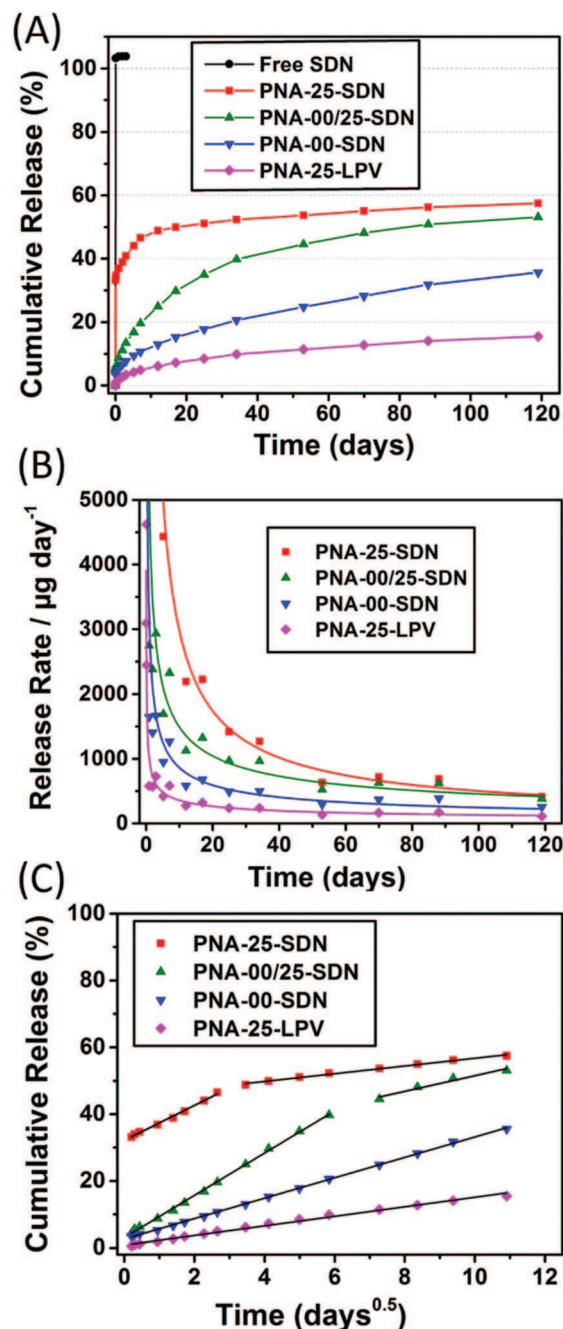 (A)
Free SDN
PNA-25-SDN
PNA-00/25-SDN
PNA-00-SDN
PNA-25-LPV
Cumulative Release (%)
100
80
60
40
20
0
0 20 40 60 80 100 120
Time (days)
(B)
PNA-25-SDN
PNA-00/25-SDN
PNA-00-SDN
PNA-25-LPV
Release Rate / µg day⁻¹
5000
4000
3000
2000
1000
0
0 20 40 60 80 100 120
Time (days)
(C)
PNA-25-SDN
PNA-00/25-SDN
PNA-00-SDN
PNA-25-LPV
Cumulative Release (%)
100
80
60
40
20
0
0 2 4 6 8 10 12
Time (days⁰·⁵)